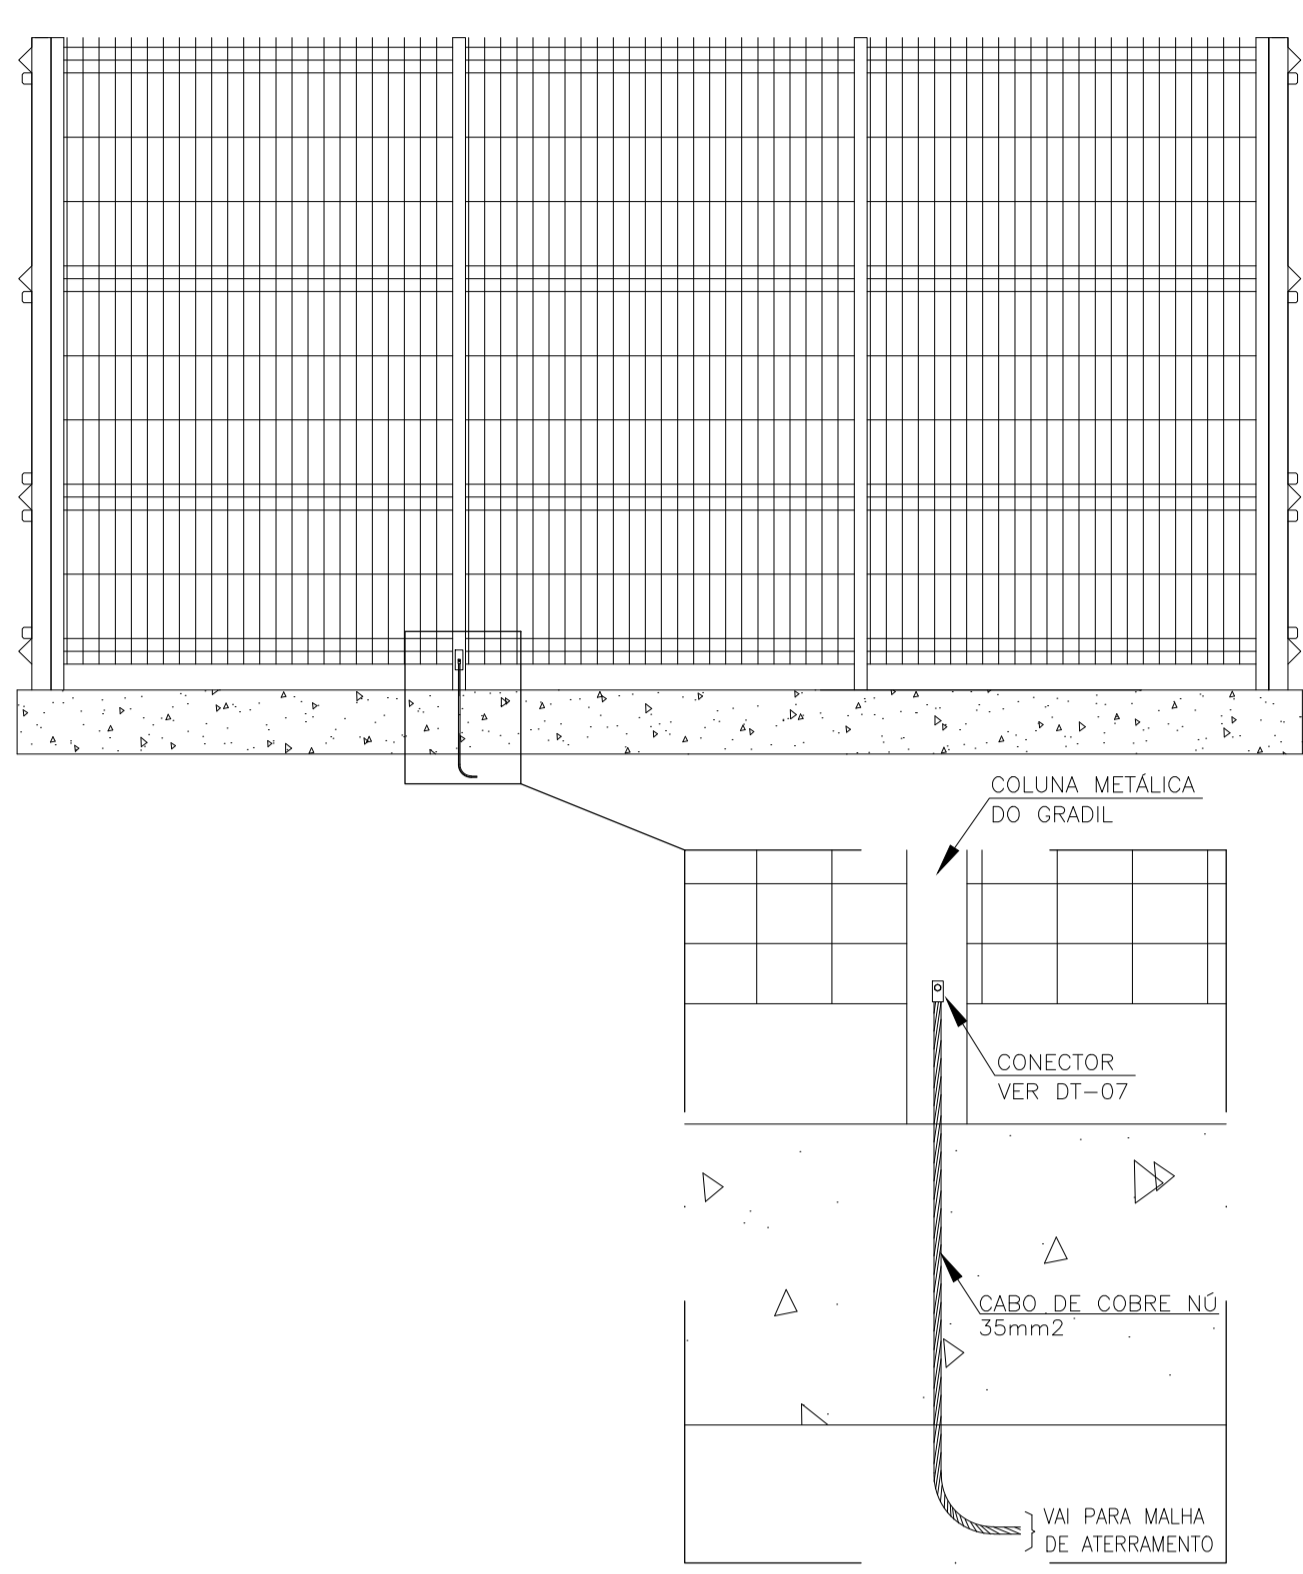 COLUNA METÁLICA
DO GRADIL
CONECTOR
VER DT-07
CABO DE COBRE NÚ
35mm2
VAI PARA MALHA
DE ATERRAMENTO